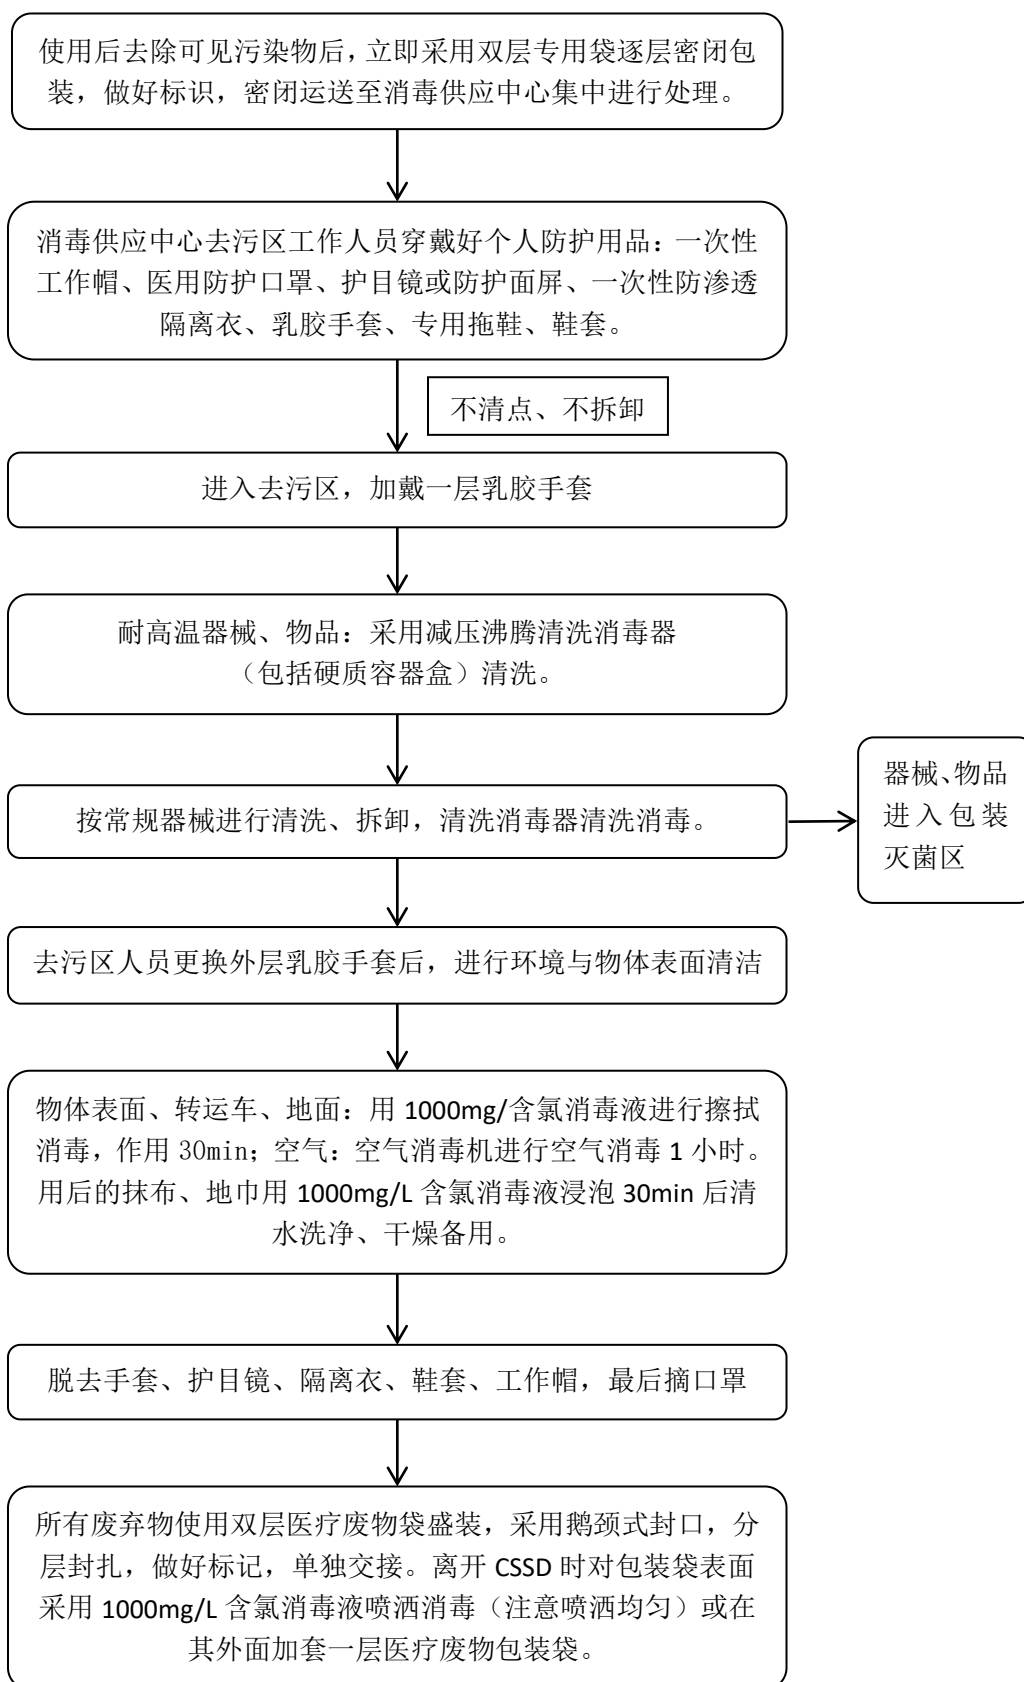 使用后去除可见污染物后，立即采用双层专用袋逐层密闭包
装，做好标识，密闭运送至消毒供应中心集中进行处理。
消毒供应中心去污区工作人员穿戴好个人防护用品：一次性
工作帽、医用防护口罩、护目镜或防护面屏、一次性防渗透
隔离衣、乳胶手套、专用拖鞋、鞋套。
不清点、不拆卸
进入去污区，加戴一层乳胶手套
耐高温器械、物品：采用减压沸腾清洗消毒器
（包括硬质容器盒）清洗。
按常规器械进行清洗、拆卸，清洗消毒器清洗消毒。
器械、物品
进入包装
灭菌区
去污区人员更换外层乳胶手套后，进行环境与物体表面清洁
物体表面、转运车、地面：用 1000mg/含氯消毒液进行擦拭
消毒，作用 30min；空气：空气消毒机进行空气消毒 1 小时。
用后的抹布、地巾用 1000mg/L 含氯消毒液浸泡 30min 后清
水洗净、干燥备用。
脱去手套、护目镜、隔离衣、鞋套、工作帽，最后摘口罩
所有废弃物使用双层医疗废物袋盛装，采用鹅颈式封口，分
层封扎，做好标记，单独交接。离开 CSSD 时对包装袋表面
采用 1000mg/L 含氯消毒液喷洒消毒（注意喷洒均匀）或在
其外面加套一层医疗废物包装袋。